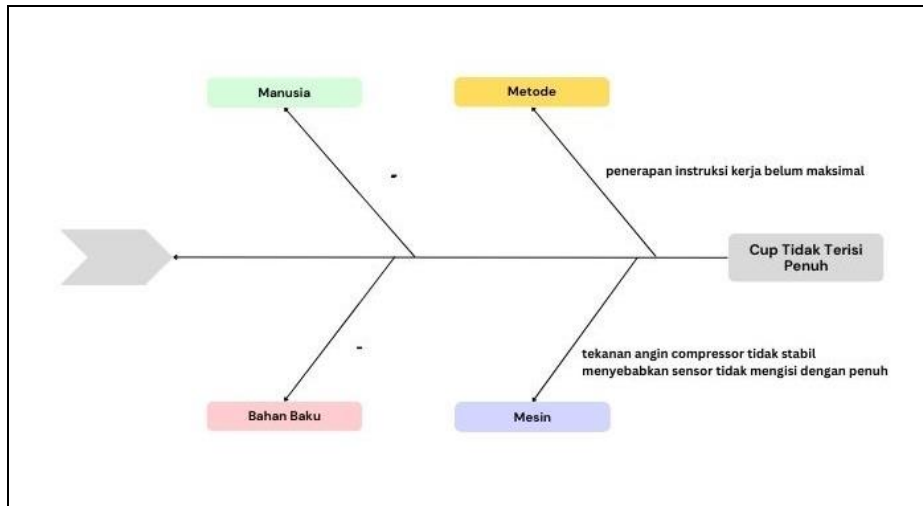 Manusia
Metode
-
penerapan instruksi kerja belum maksimal
Cup Tidak Terisi
Penuh
-
tekanan angin compressor tidak stabil
menyebabkan sensor tidak mengisi dengan penuh
Bahan Baku
Mesin